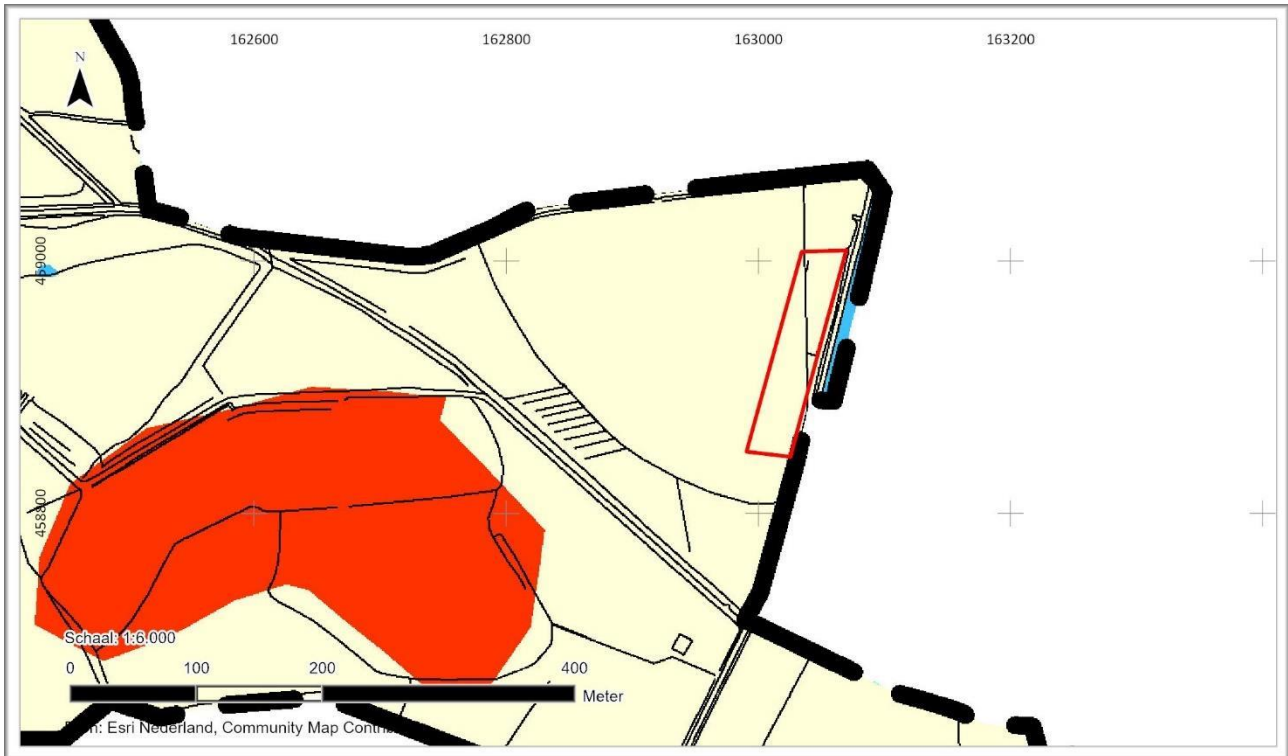 162600 162800 163000 163200
N
459000
458800
Schaal: 1:6.000
0 100 200 400
Meter
n: Esri Nederland, Community Map Contrib